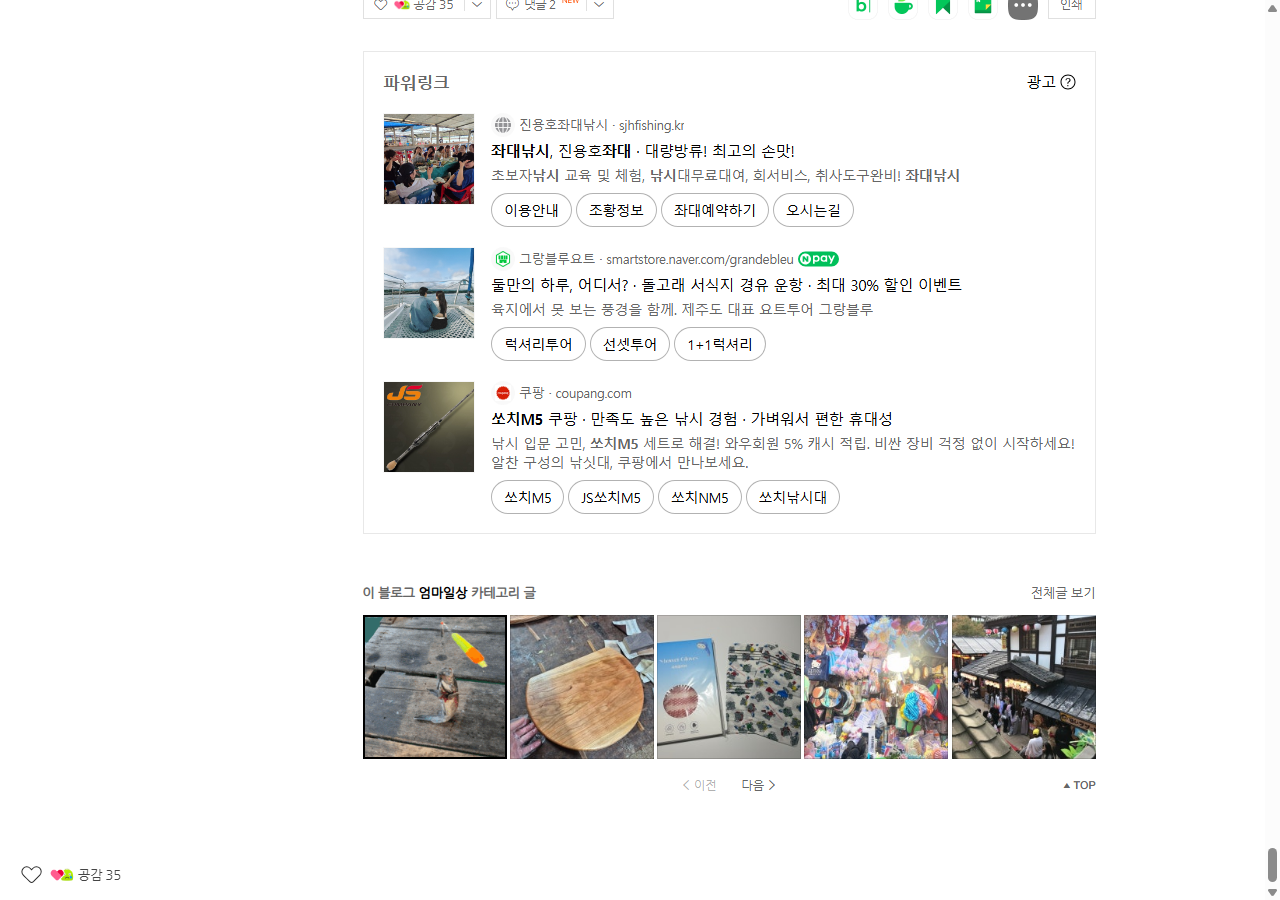 공감 35
댓글 2 NEW
인쇄
파워링크
광고
진용호좌대낚시 · sjhfishing.kr
좌대낚시, 진용호좌대 · 대량방류! 최고의 손맛!
초보자낚시 교육 및 체험, 낚시대무료대여, 회서비스, 취사도구완비! 좌대낚시
이용안내 조황정보 좌대예약하기 오시는길
그랑블루요트 · smartstore.naver.com/grandebleu N pay
둘만의 하루, 어디서? · 돌고래 서식지 경유 운항 · 최대 30% 할인 이벤트
육지에서 못 보는 풍경을 함께. 제주도 대표 요트투어 그랑블루
럭셔리투어 선셋투어 1+1럭셔리
JS
쿠팡 · coupang.com
쏘치M5 쿠팡 · 만족도 높은 낚시 경험 · 가벼워서 편한 휴대성
낚시 입문 고민, 쏘치M5 세트로 해결! 와우회원 5% 캐시 적립. 비싼 장비 걱정 없이 시작하세요!
알찬 구성의 낚싯대, 쿠팡에서 만나보세요.
쏘치M5 JS쏘치M5 쏘치NM5 쏘치낚시대
이 블로그 엄마일상 카테고리 글
전체글 보기
이전 다음
TOP
공감 35